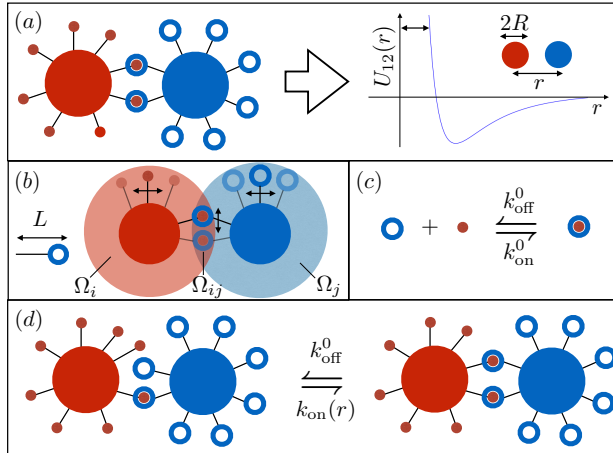 (a)
U₁₂(r)
2R
r
r
(b)
L
Ωᵢ
Ωᵢⱼ
Ωⱼ
(c)
+
k⁰off
k⁰on
(d)
k⁰off
kon(r)